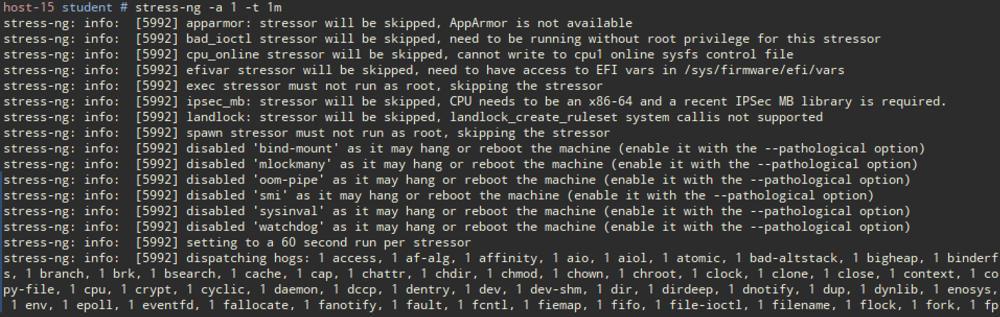 host-15 student # stress-ng -a 1 -t 1m
stress-ng: info:  [5992] apparmor: stressor will be skipped, AppArmor is not available
stress-ng: info:  [5992] bad_ioctl stressor will be skipped, need to be running without root privilege for this stressor
stress-ng: info:  [5992] cpu_online stressor will be skipped, cannot write to cpu1 online sysfs control file
stress-ng: info:  [5992] efivar stressor will be skipped, need to have access to EFI vars in /sys/firmware/efi/vars
stress-ng: info:  [5992] exec stressor must not run as root, skipping the stressor
stress-ng: info:  [5992] ipsec_mb: stressor will be skipped, CPU needs to be an x86-64 and a recent IPSec MB library is required.
stress-ng: info:  [5992] landlock: stressor will be skipped, landlock_create_ruleset system callis not supported
stress-ng: info:  [5992] spawn stressor must not run as root, skipping the stressor
stress-ng: info:  [5992] disabled 'bind-mount' as it may hang or reboot the machine (enable it with the --pathological option)
stress-ng: info:  [5992] disabled 'mlockmany' as it may hang or reboot the machine (enable it with the --pathological option)
stress-ng: info:  [5992] disabled 'oom-pipe' as it may hang or reboot the machine (enable it with the --pathological option)
stress-ng: info:  [5992] disabled 'smi' as it may hang or reboot the machine (enable it with the --pathological option)
stress-ng: info:  [5992] disabled 'sysinval' as it may hang or reboot the machine (enable it with the --pathological option)
stress-ng: info:  [5992] disabled 'watchdog' as it may hang or reboot the machine (enable it with the --pathological option)
stress-ng: info:  [5992] setting to a 60 second run per stressor
stress-ng: info:  [5992] dispatching hogs: 1 access, 1 af-alg, 1 affinity, 1 aio, 1 aiol, 1 atomic, 1 bad-altstack, 1 bigheap, 1 binderf
s, 1 branch, 1 brk, 1 bsearch, 1 cache, 1 cap, 1 chattr, 1 chdir, 1 chmod, 1 chown, 1 chroot, 1 clock, 1 clone, 1 close, 1 context, 1 co
py-file, 1 cpu, 1 crypt, 1 cyclic, 1 daemon, 1 dccp, 1 dentry, 1 dev, 1 dev-shm, 1 dir, 1 dirdeep, 1 dnotify, 1 dup, 1 dynlib, 1 enosys,
 1 env, 1 epoll, 1 eventfd, 1 fallocate, 1 fanotify, 1 fault, 1 fcntl, 1 fiemap, 1 fifo, 1 file-ioctl, 1 filename, 1 flock, 1 fork, 1 fp